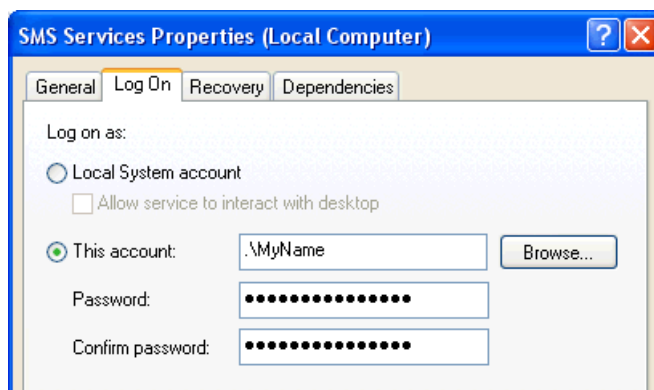 SMS Services Properties (Local Computer)
General Log On Recovery Dependencies
Log on as:
Local System account
Allow service to interact with desktop
This account: .\MyName Browse...
Password: •••••••••••••••
Confirm password: •••••••••••••••